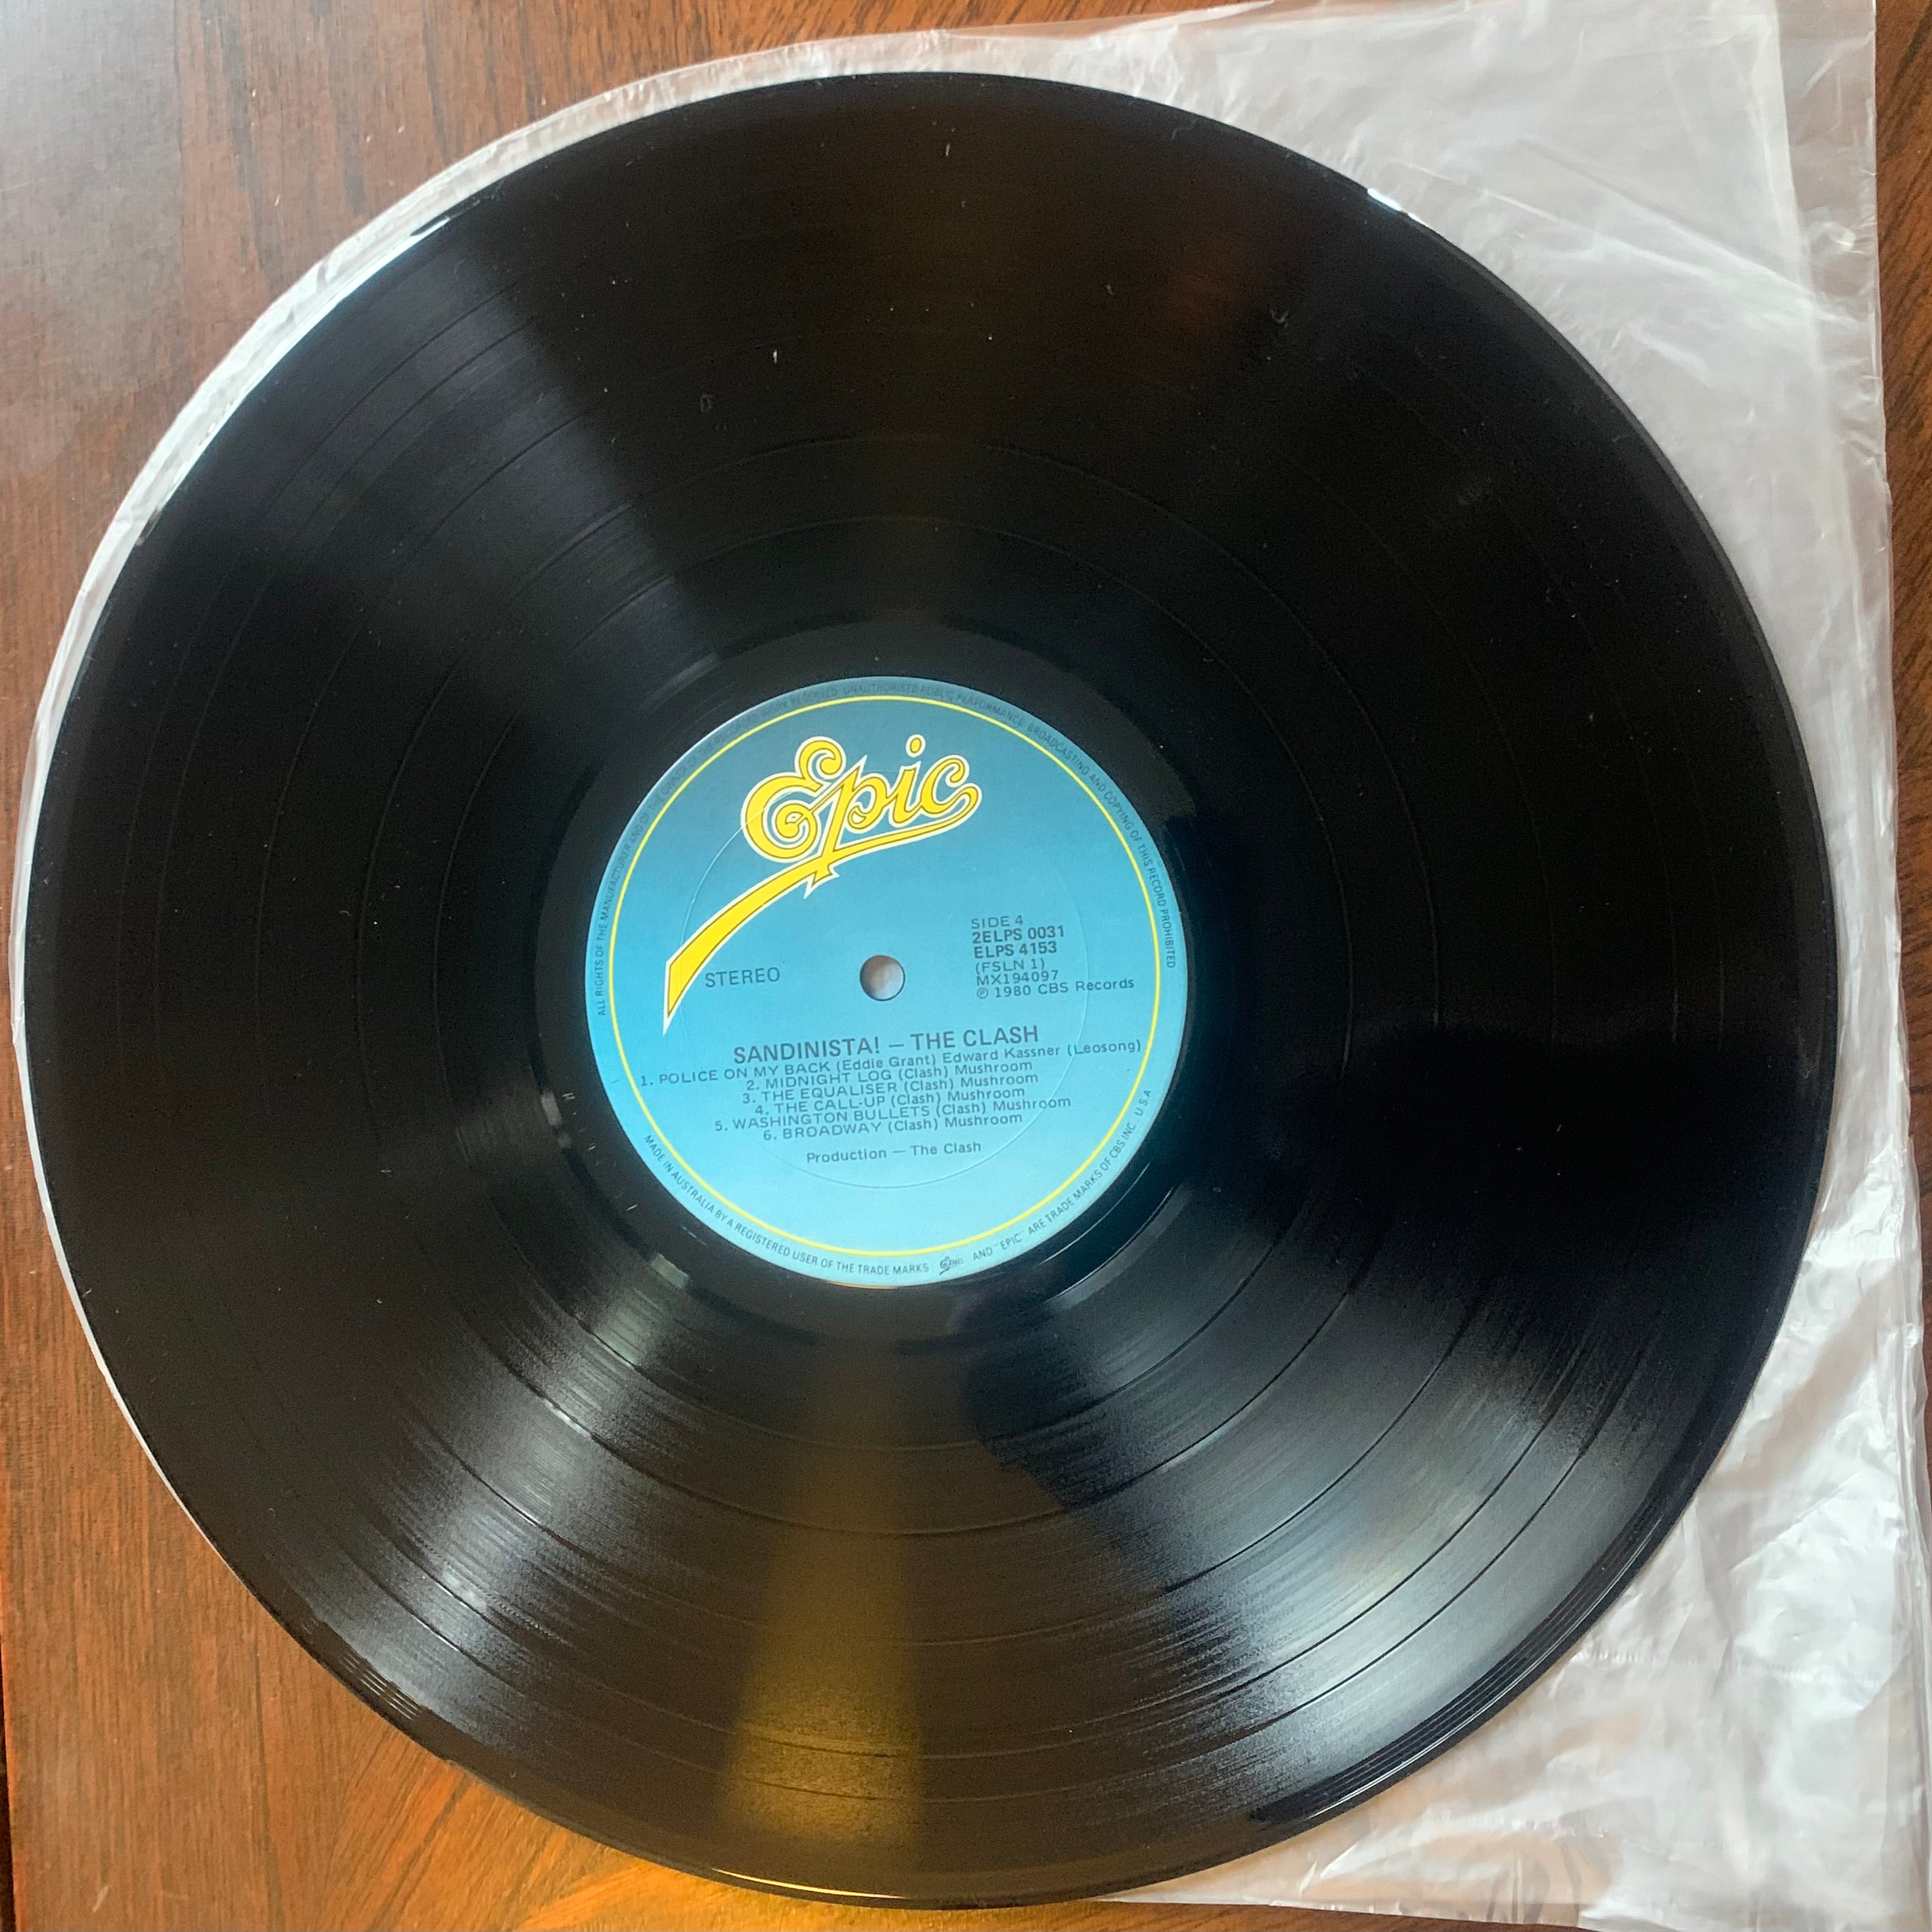 ALL RIGHTS OF THE MANUFACTURER AND OF THE OWNER OF THE RECORDED WORK RESERVED. UNAUTHORISED PUBLIC PERFORMANCE, BROADCASTING AND COPYING OF THIS RECORD PROHIBITED
Epic
SIDE 4
2ELPS 0031
ELPS 4153
(FSLN 1)
MX194097
℗ 1980 CBS Records
STEREO
SANDINISTA! — THE CLASH
1. POLICE ON MY BACK (Eddie Grant) Edward Kassner (Leosong)
2. MIDNIGHT LOG (Clash) Mushroom
3. THE EQUALISER (Clash) Mushroom
4. THE CALL-UP (Clash) Mushroom
5. WASHINGTON BULLETS (Clash) Mushroom
6. BROADWAY (Clash) Mushroom
Production — The Clash
MADE IN AUSTRALIA BY A REGISTERED USER OF THE TRADE MARKS Epic AND "EPIC" ARE TRADE MARKS OF CBS INC. U.S.A.